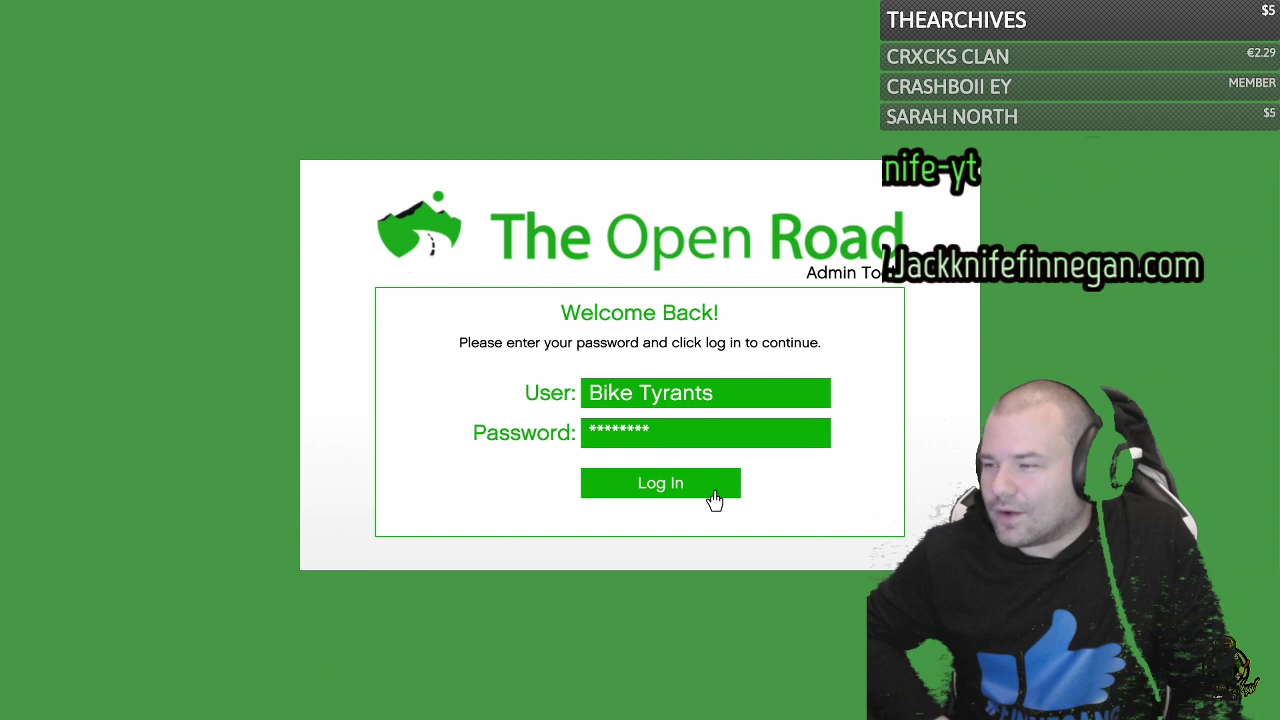 THEARCHIVES $5
CRXCKS CLAN €2.29
CRASHBOII EY MEMBER
SARAH NORTH $5
nife-yt
/Jackknifefinnegan.com
The Open Road
Admin
Welcome Back!
Please enter your password and click log in to continue.
User: Bike Tyrants
Password: ********
Log In